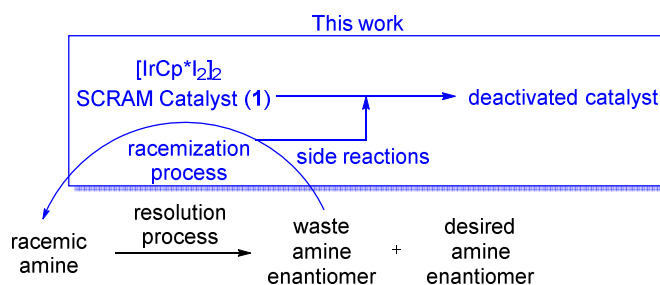 This work
[IrCp*I2]2
SCRAM Catalyst (1)
deactivated catalyst
racemization
process
side reactions
racemic
amine
resolution
process
waste
amine
enantiomer
+
desired
amine
enantiomer